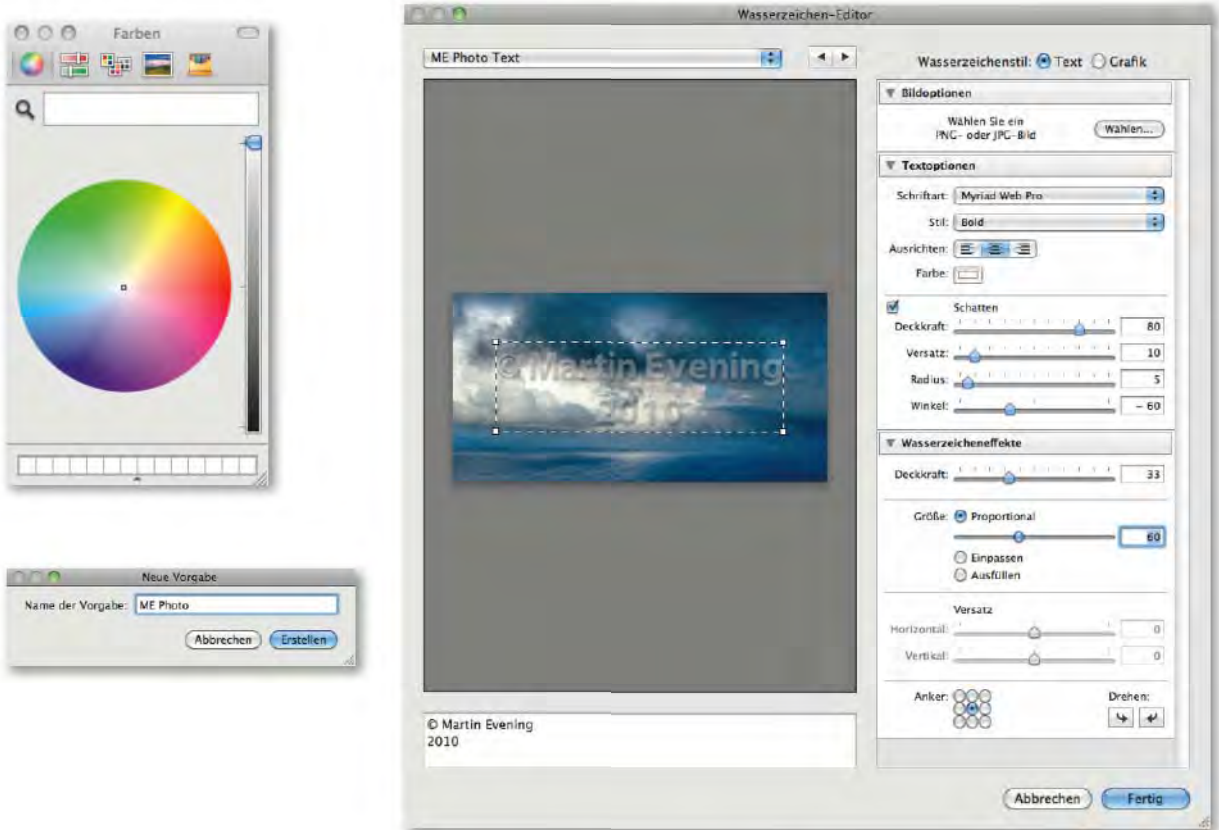 Farben
Neue Vorgabe
Name der Vorgabe: ME Photo
Abbrechen Erstellen
Wasserzeichen-Editor
ME Photo Text
Wasserzeichenstil: Text Grafik
Bildoptionen
Wählen Sie ein
PNG- oder JPG-Bild
Wählen...
Textoptionen
Schriftart: Myriad Web Pro
Stil: Bold
Ausrichten:
Farbe:
Schatten
Deckkraft: 80
Versatz: 10
Radius: 5
Winkel: - 60
Wasserzeicheneffekte
Deckkraft: 33
Größe: Proportional
60
Einpassen
Ausfüllen
Versatz
Horizontal: 0
Vertikal: 0
Anker: Drehen:
© Martin Evening
2010
© Martin Evening
2010
Abbrechen Fertig